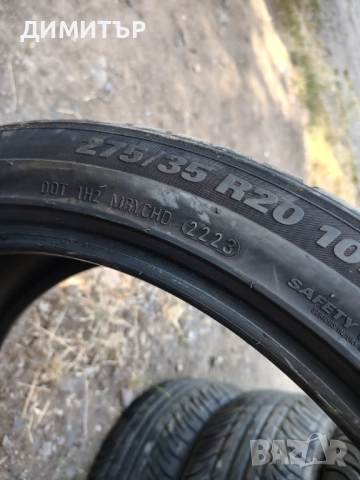 ДИМИТЪР
275/35 R20 10
DOT 1HZ MRYCHD 2223
SAFETY
BAZAR